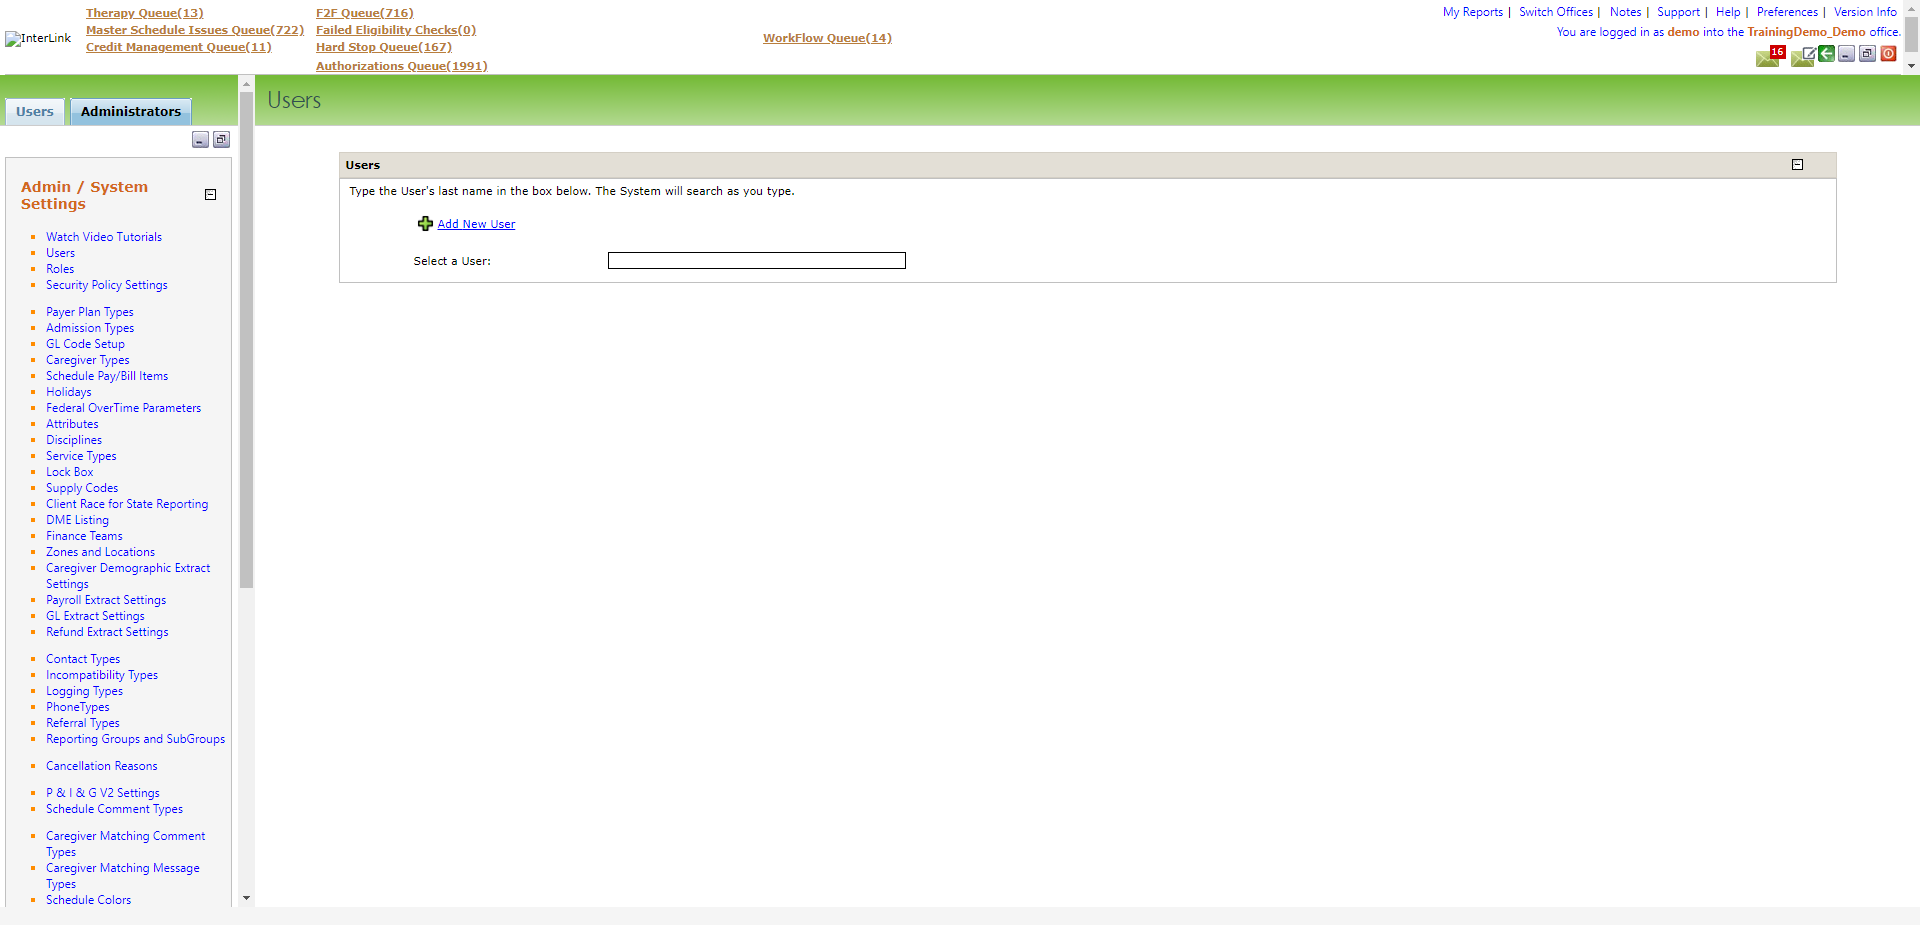 InterLink
Therapy Queue(13)
Master Schedule Issues Queue(722)
Credit Management Queue(11)
F2F Queue(716)
Failed Eligibility Checks(0)
Hard Stop Queue(167)
Authorizations Queue(1991)
WorkFlow Queue(14)
My Reports | Switch Offices | Notes | Support | Help | Preferences | Version Info
You are logged in as demo into the TrainingDemo_Demo office.
16
Users Administrators
Admin / System
Settings
Watch Video Tutorials
Users
Roles
Security Policy Settings
Payer Plan Types
Admission Types
GL Code Setup
Caregiver Types
Schedule Pay/Bill Items
Holidays
Federal OverTime Parameters
Attributes
Disciplines
Service Types
Lock Box
Supply Codes
Client Race for State Reporting
DME Listing
Finance Teams
Zones and Locations
Caregiver Demographic Extract
Settings
Payroll Extract Settings
GL Extract Settings
Refund Extract Settings
Contact Types
Incompatibility Types
Logging Types
PhoneTypes
Referral Types
Reporting Groups and SubGroups
Cancellation Reasons
P & I & G V2 Settings
Schedule Comment Types
Caregiver Matching Comment
Types
Caregiver Matching Message
Types
Schedule Colors
Users
Users
Type the User's last name in the box below. The System will search as you type.
Add New User
Select a User: